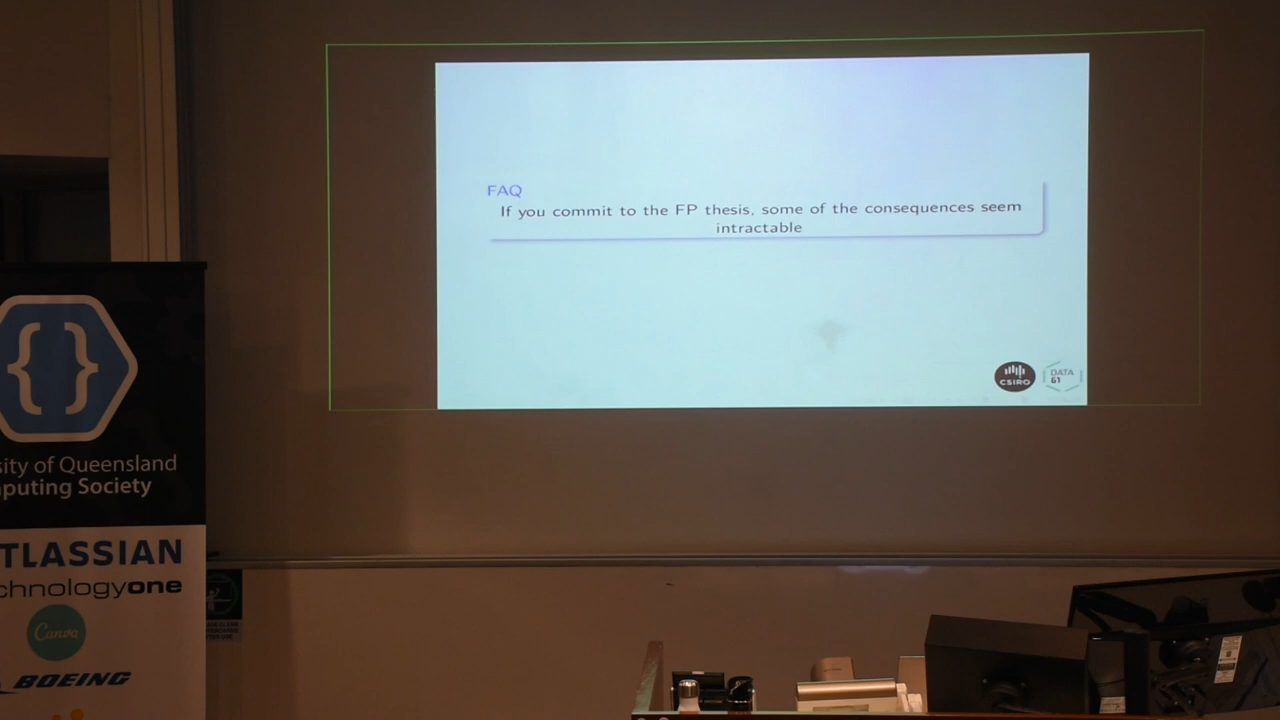 FAQ
If you commit to the FP thesis, some of the consequences seem
intractable
CSIRO
DATA
61
{ }
sity of Queensland
puting Society
TLASSIAN
chnologyone
Canva
BOEING